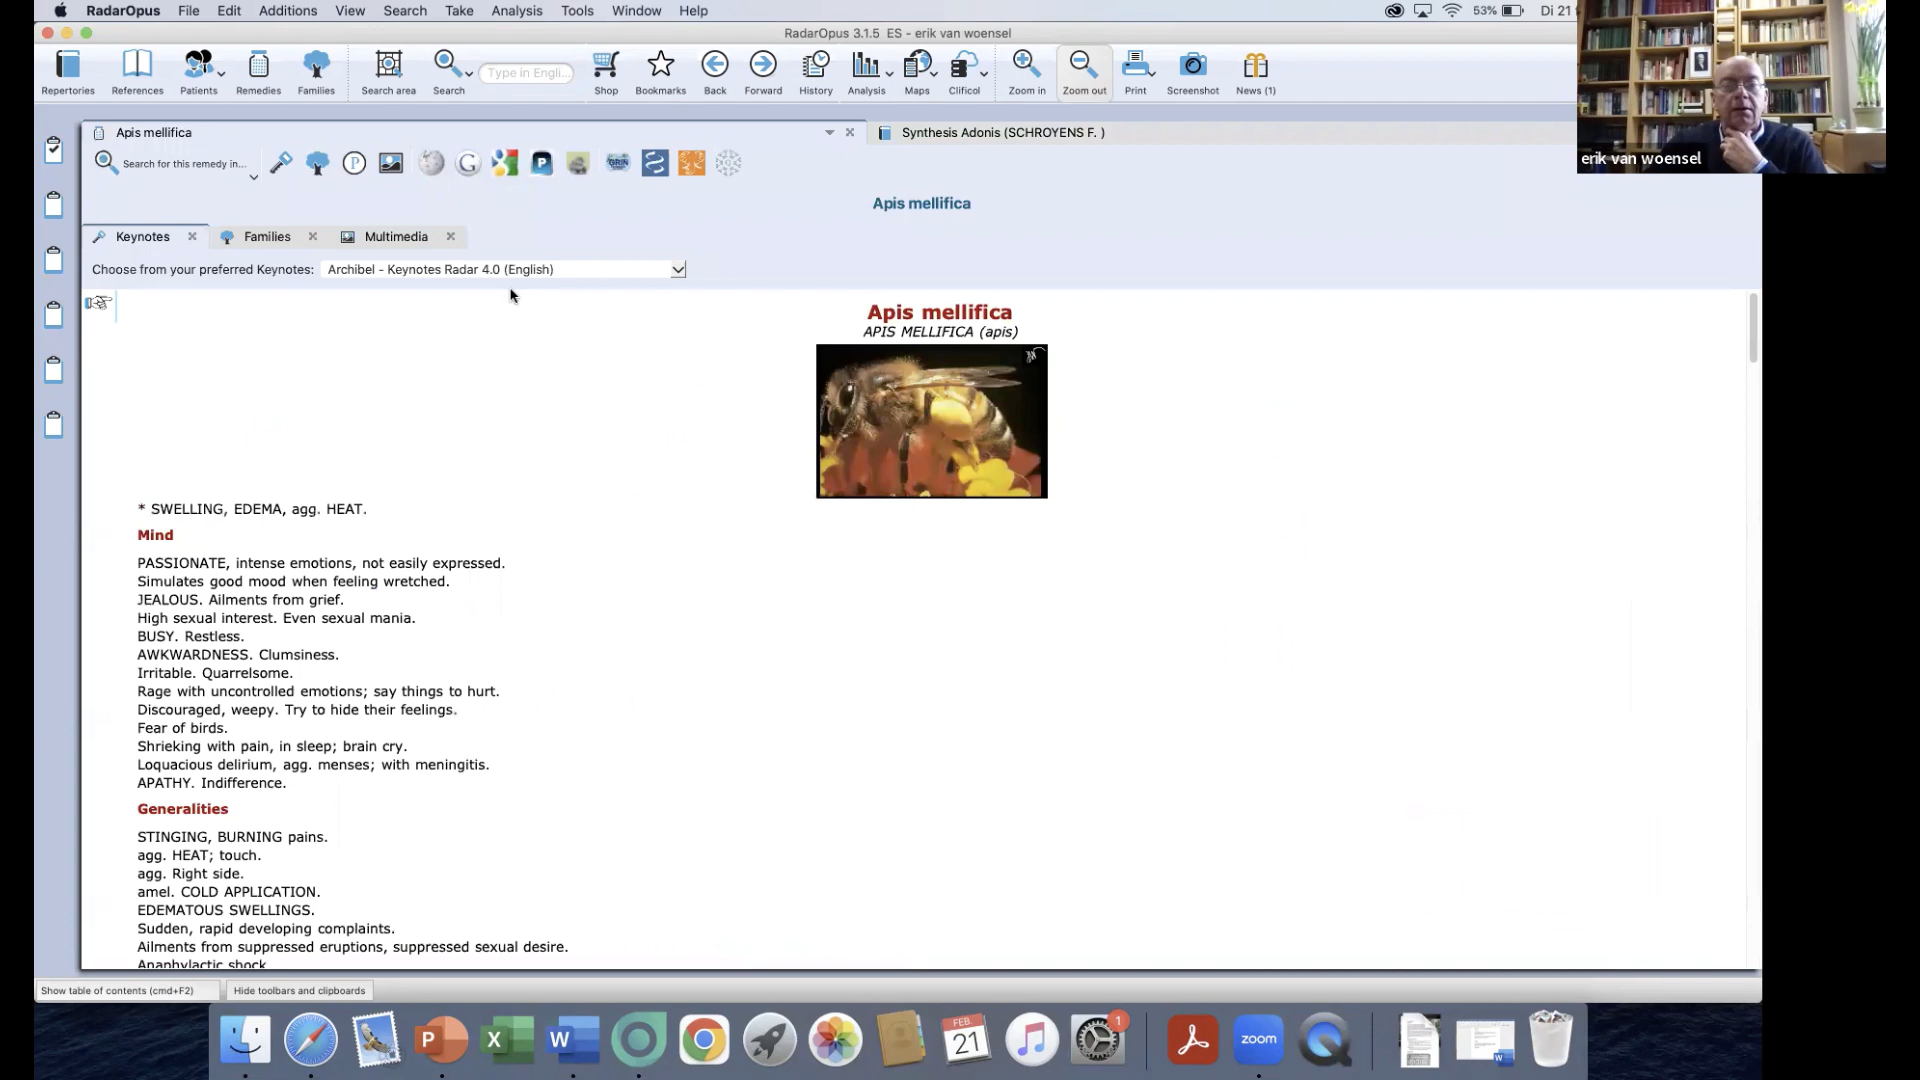 RadarOpus File Edit Additions View Search Take Analysis Tools Window Help 53% Di 21
RadarOpus 3.1.5 ES - erik van woensel
Repertories References Patients Remedies Families Search area Search Type in Engli... Shop Bookmarks Back Forward History Analysis Maps Clificol Zoom in Zoom out Print Screenshot News (1)
erik van woensel
Apis mellifica Synthesis Adonis (SCHROYENS F. )
Search for this remedy in... P G P GRIN
Apis mellifica
Keynotes Families Multimedia
Choose from your preferred Keynotes: Archibel - Keynotes Radar 4.0 (English)
Apis mellifica
APIS MELLIFICA (apis)
* SWELLING, EDEMA, agg. HEAT.
Mind
PASSIONATE, intense emotions, not easily expressed.
Simulates good mood when feeling wretched.
JEALOUS. Ailments from grief.
High sexual interest. Even sexual mania.
BUSY. Restless.
AWKWARDNESS. Clumsiness.
Irritable. Quarrelsome.
Rage with uncontrolled emotions; say things to hurt.
Discouraged, weepy. Try to hide their feelings.
Fear of birds.
Shrieking with pain, in sleep; brain cry.
Loquacious delirium, agg. menses; with meningitis.
APATHY. Indifference.
Generalities
STINGING, BURNING pains.
agg. HEAT; touch.
agg. Right side.
amel. COLD APPLICATION.
EDEMATOUS SWELLINGS.
Sudden, rapid developing complaints.
Ailments from suppressed eruptions, suppressed sexual desire.
Anaphylactic shock
Show table of contents (cmd+F2) Hide toolbars and clipboards
P X W FEB. 21 1 zoom W